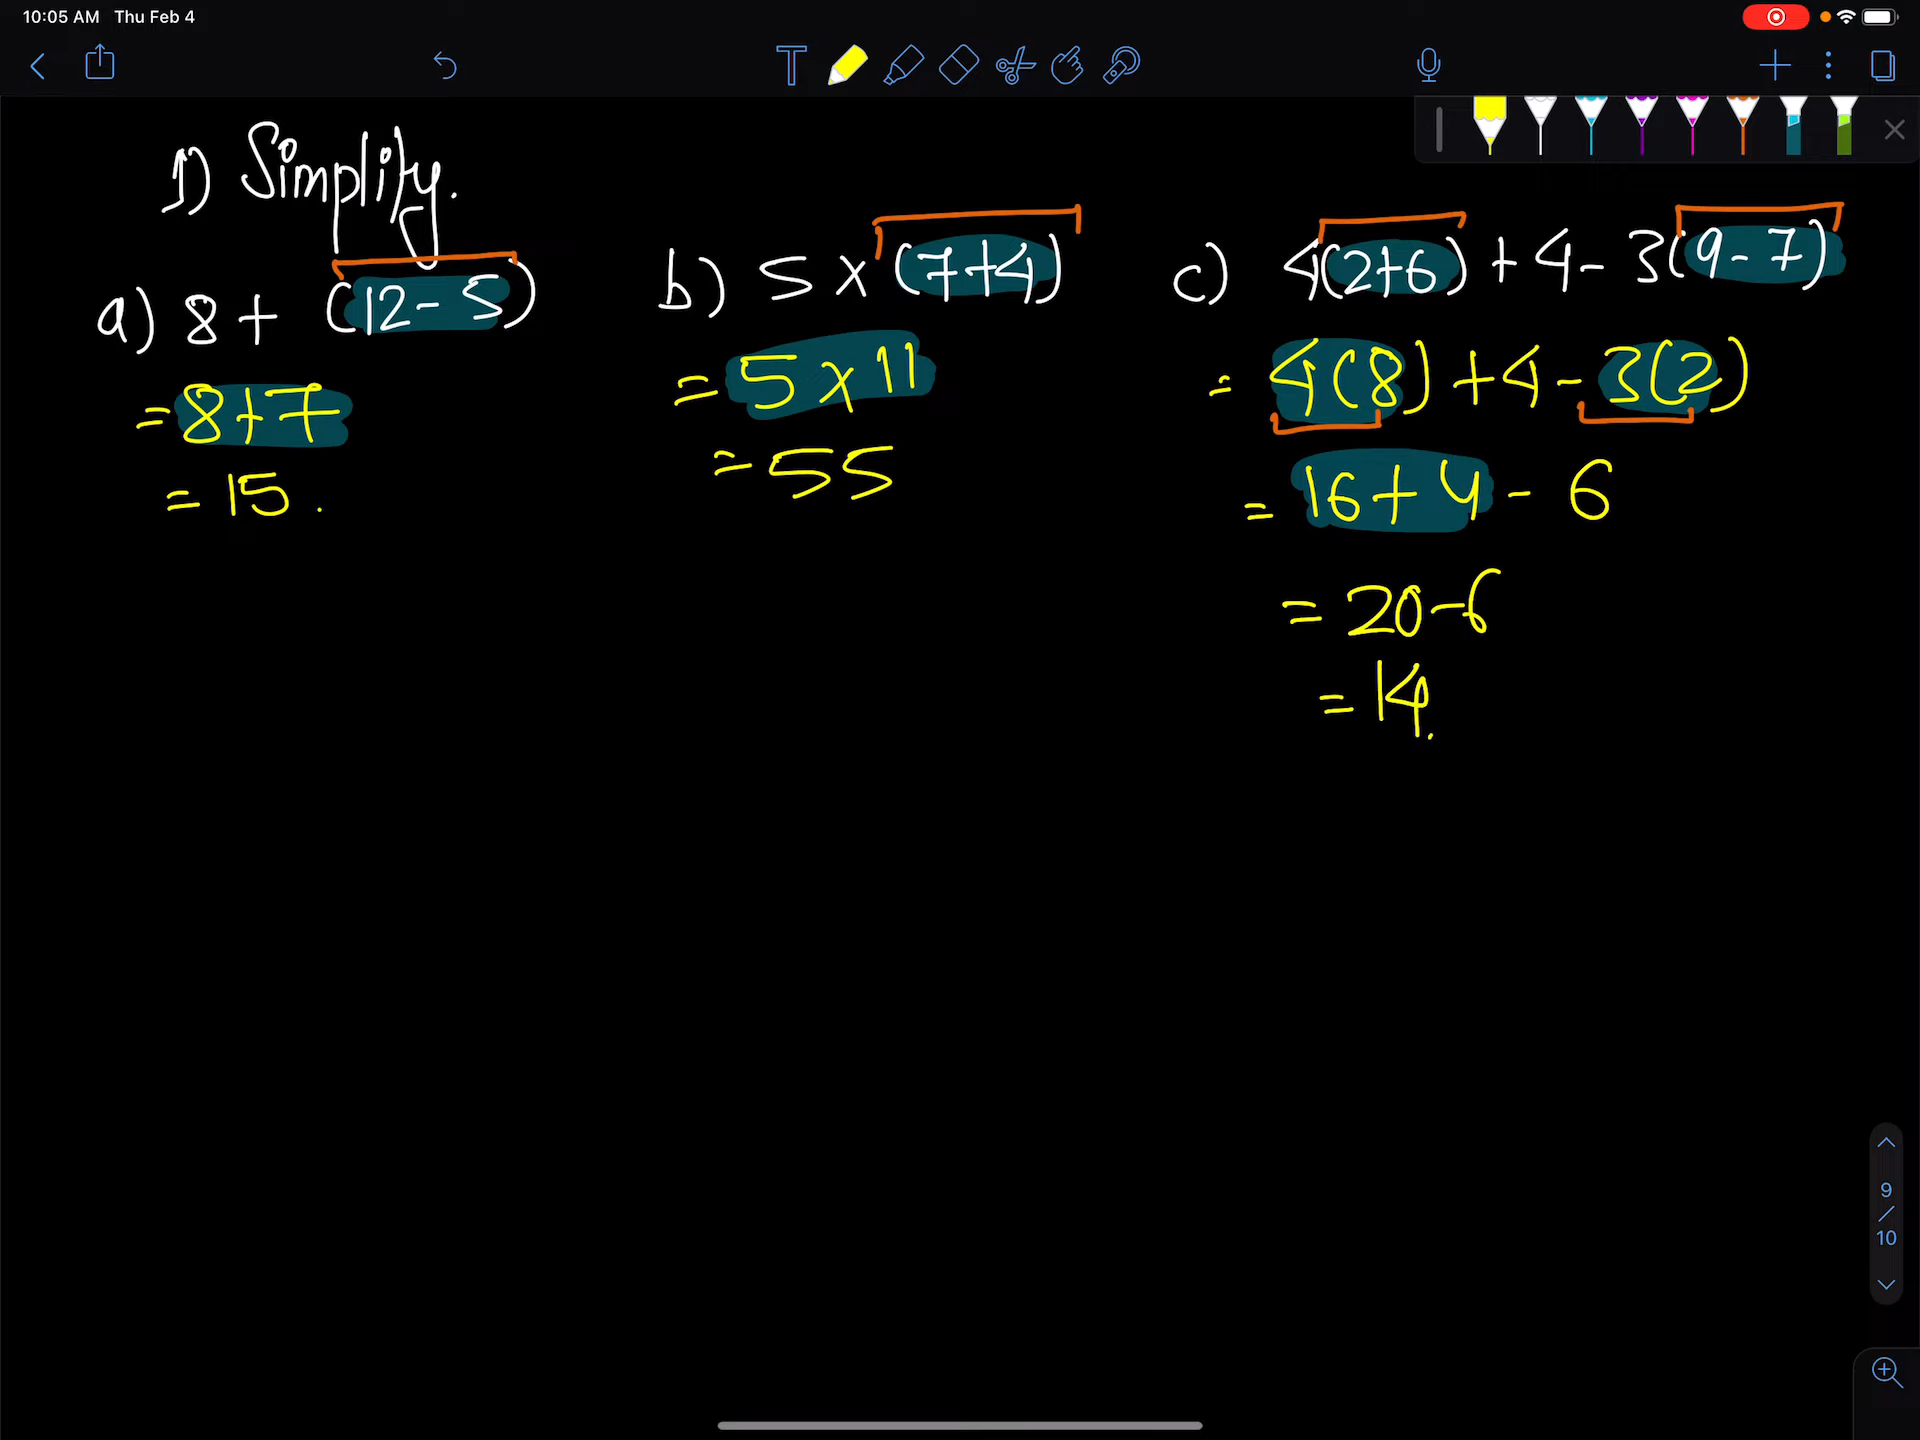 10:05 AM Thu Feb 4
1) Simplify.
a) 8 + (12 - 5)
= 8 + 7
= 15.
b) 5 x (7 + 4)
= 5 x 11
= 55
c) 4(2 + 6) + 4 - 3(9 - 7)
= 4(8) + 4 - 3(2)
= 16 + 4 - 6
= 20 - 6
= 14.
9
/
10